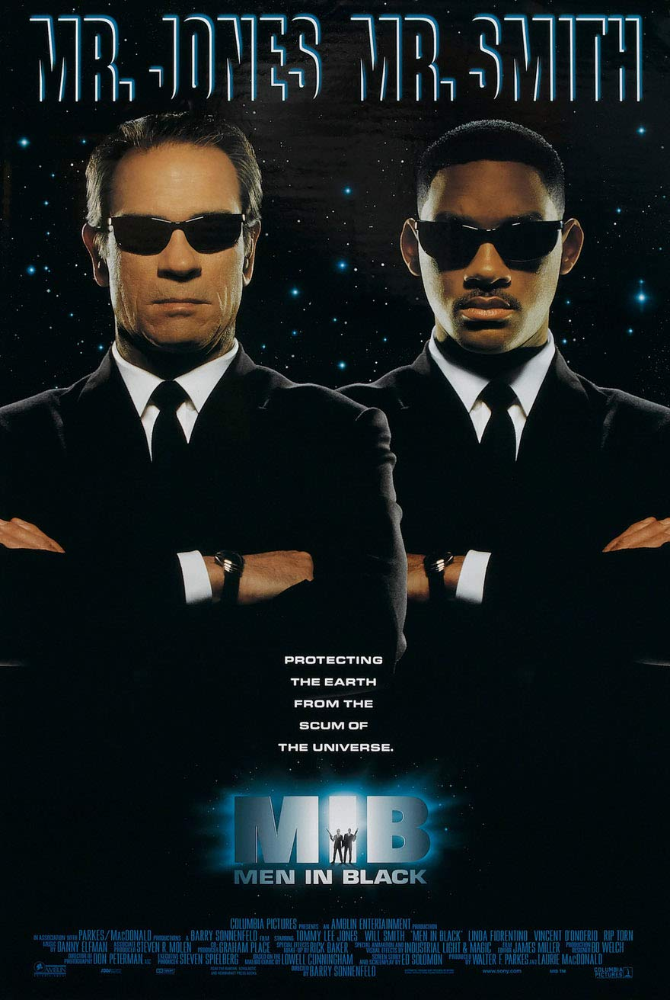 MR. JONES MR. SMITH
PROTECTING
THE EARTH
FROM THE
SCUM OF
THE UNIVERSE.
MIB
MEN IN BLACK
COLUMBIA PICTURES PRESENTS AN AMBLIN ENTERTAINMENT PRODUCTION
IN ASSOCIATION WITH PARKES/MACDONALD PRODUCTIONS A BARRY SONNENFELD FILM STARRING TOMMY LEE JONES WILL SMITH "MEN IN BLACK" LINDA FIORENTINO VINCENT D'ONOFRIO RIP TORN
MUSIC BY DANNY ELFMAN ASSOCIATE PRODUCER STEVEN R. MOLEN CO-PRODUCER GRAHAM PLACE SPECIAL EFFECTS MAKE-UP BY RICK BAKER SPECIAL ANIMATION AND VISUAL EFFECTS BY INDUSTRIAL LIGHT & MAGIC FILM EDITOR JAMES MILLER PRODUCTION DESIGNER BO WELCH
DIRECTOR OF PHOTOGRAPHY DON PETERMAN, ASC EXECUTIVE PRODUCER STEVEN SPIELBERG BASED ON THE MALIBU COMIC BY LOWELL CUNNINGHAM SCREEN STORY AND SCREENPLAY BY ED SOLOMON PRODUCED BY WALTER F. PARKES AND LAURIE MACDONALD
DIRECTED BY BARRY SONNENFELD
AMBLIN
ENTERTAINMENT
www.sony.com
MIB TM
COLUMBIA
PICTURES